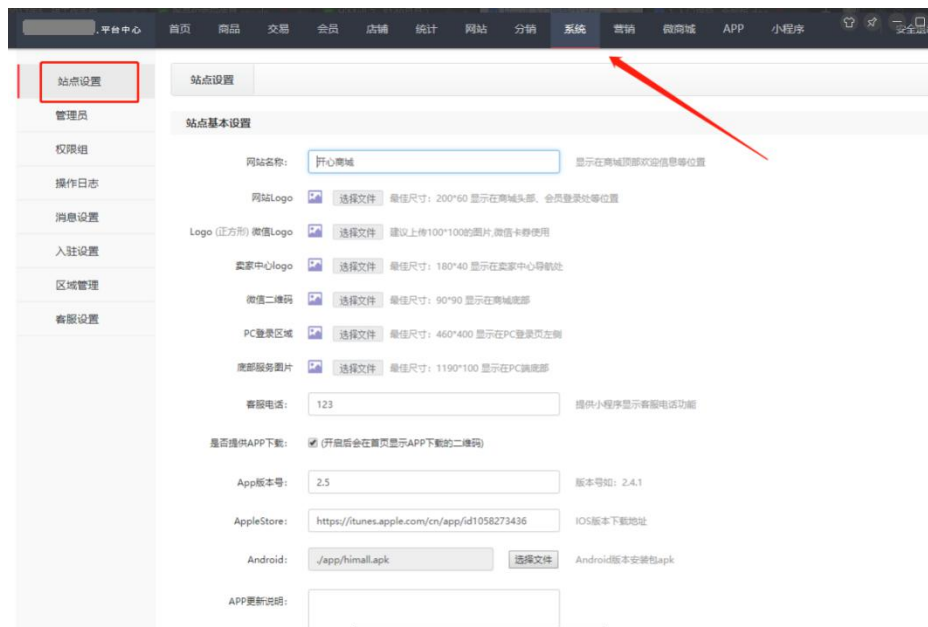 .平台中心 首页 商品 交易 会员 店铺 统计 网站 分销 系统 营销 微商城 APP 小程序
站点设置
管理员
权限组
操作日志
消息设置
入驻设置
区域管理
客服设置
站点设置
站点基本设置
网站名称: 开心商城 显示在商城顶部欢迎信息等位置
网站Logo 选择文件 最佳尺寸: 200*60 显示在商城头部、会员登录处等位置
Logo (正方形) 微信Logo 选择文件 建议上传100*100的图片,微信卡券使用
卖家中心logo 选择文件 最佳尺寸: 180*40 显示在卖家中心导航处
微信二维码 选择文件 最佳尺寸: 90*90 显示在商城底部
PC登录区域 选择文件 最佳尺寸: 460*400 显示在PC登录页左侧
底部服务图片 选择文件 最佳尺寸: 1190*100 显示在PC端底部
客服电话: 123 提供小程序显示客服电话功能
是否提供APP下载: (开启后会在首页显示APP下载的二维码)
App版本号: 2.5 版本号如: 2.4.1
AppleStore: https://itunes.apple.com/cn/app/id1058273436 IOS版本下载地址
Android: ./app/himall.apk 选择文件 Android版本安装包apk
APP更新说明: